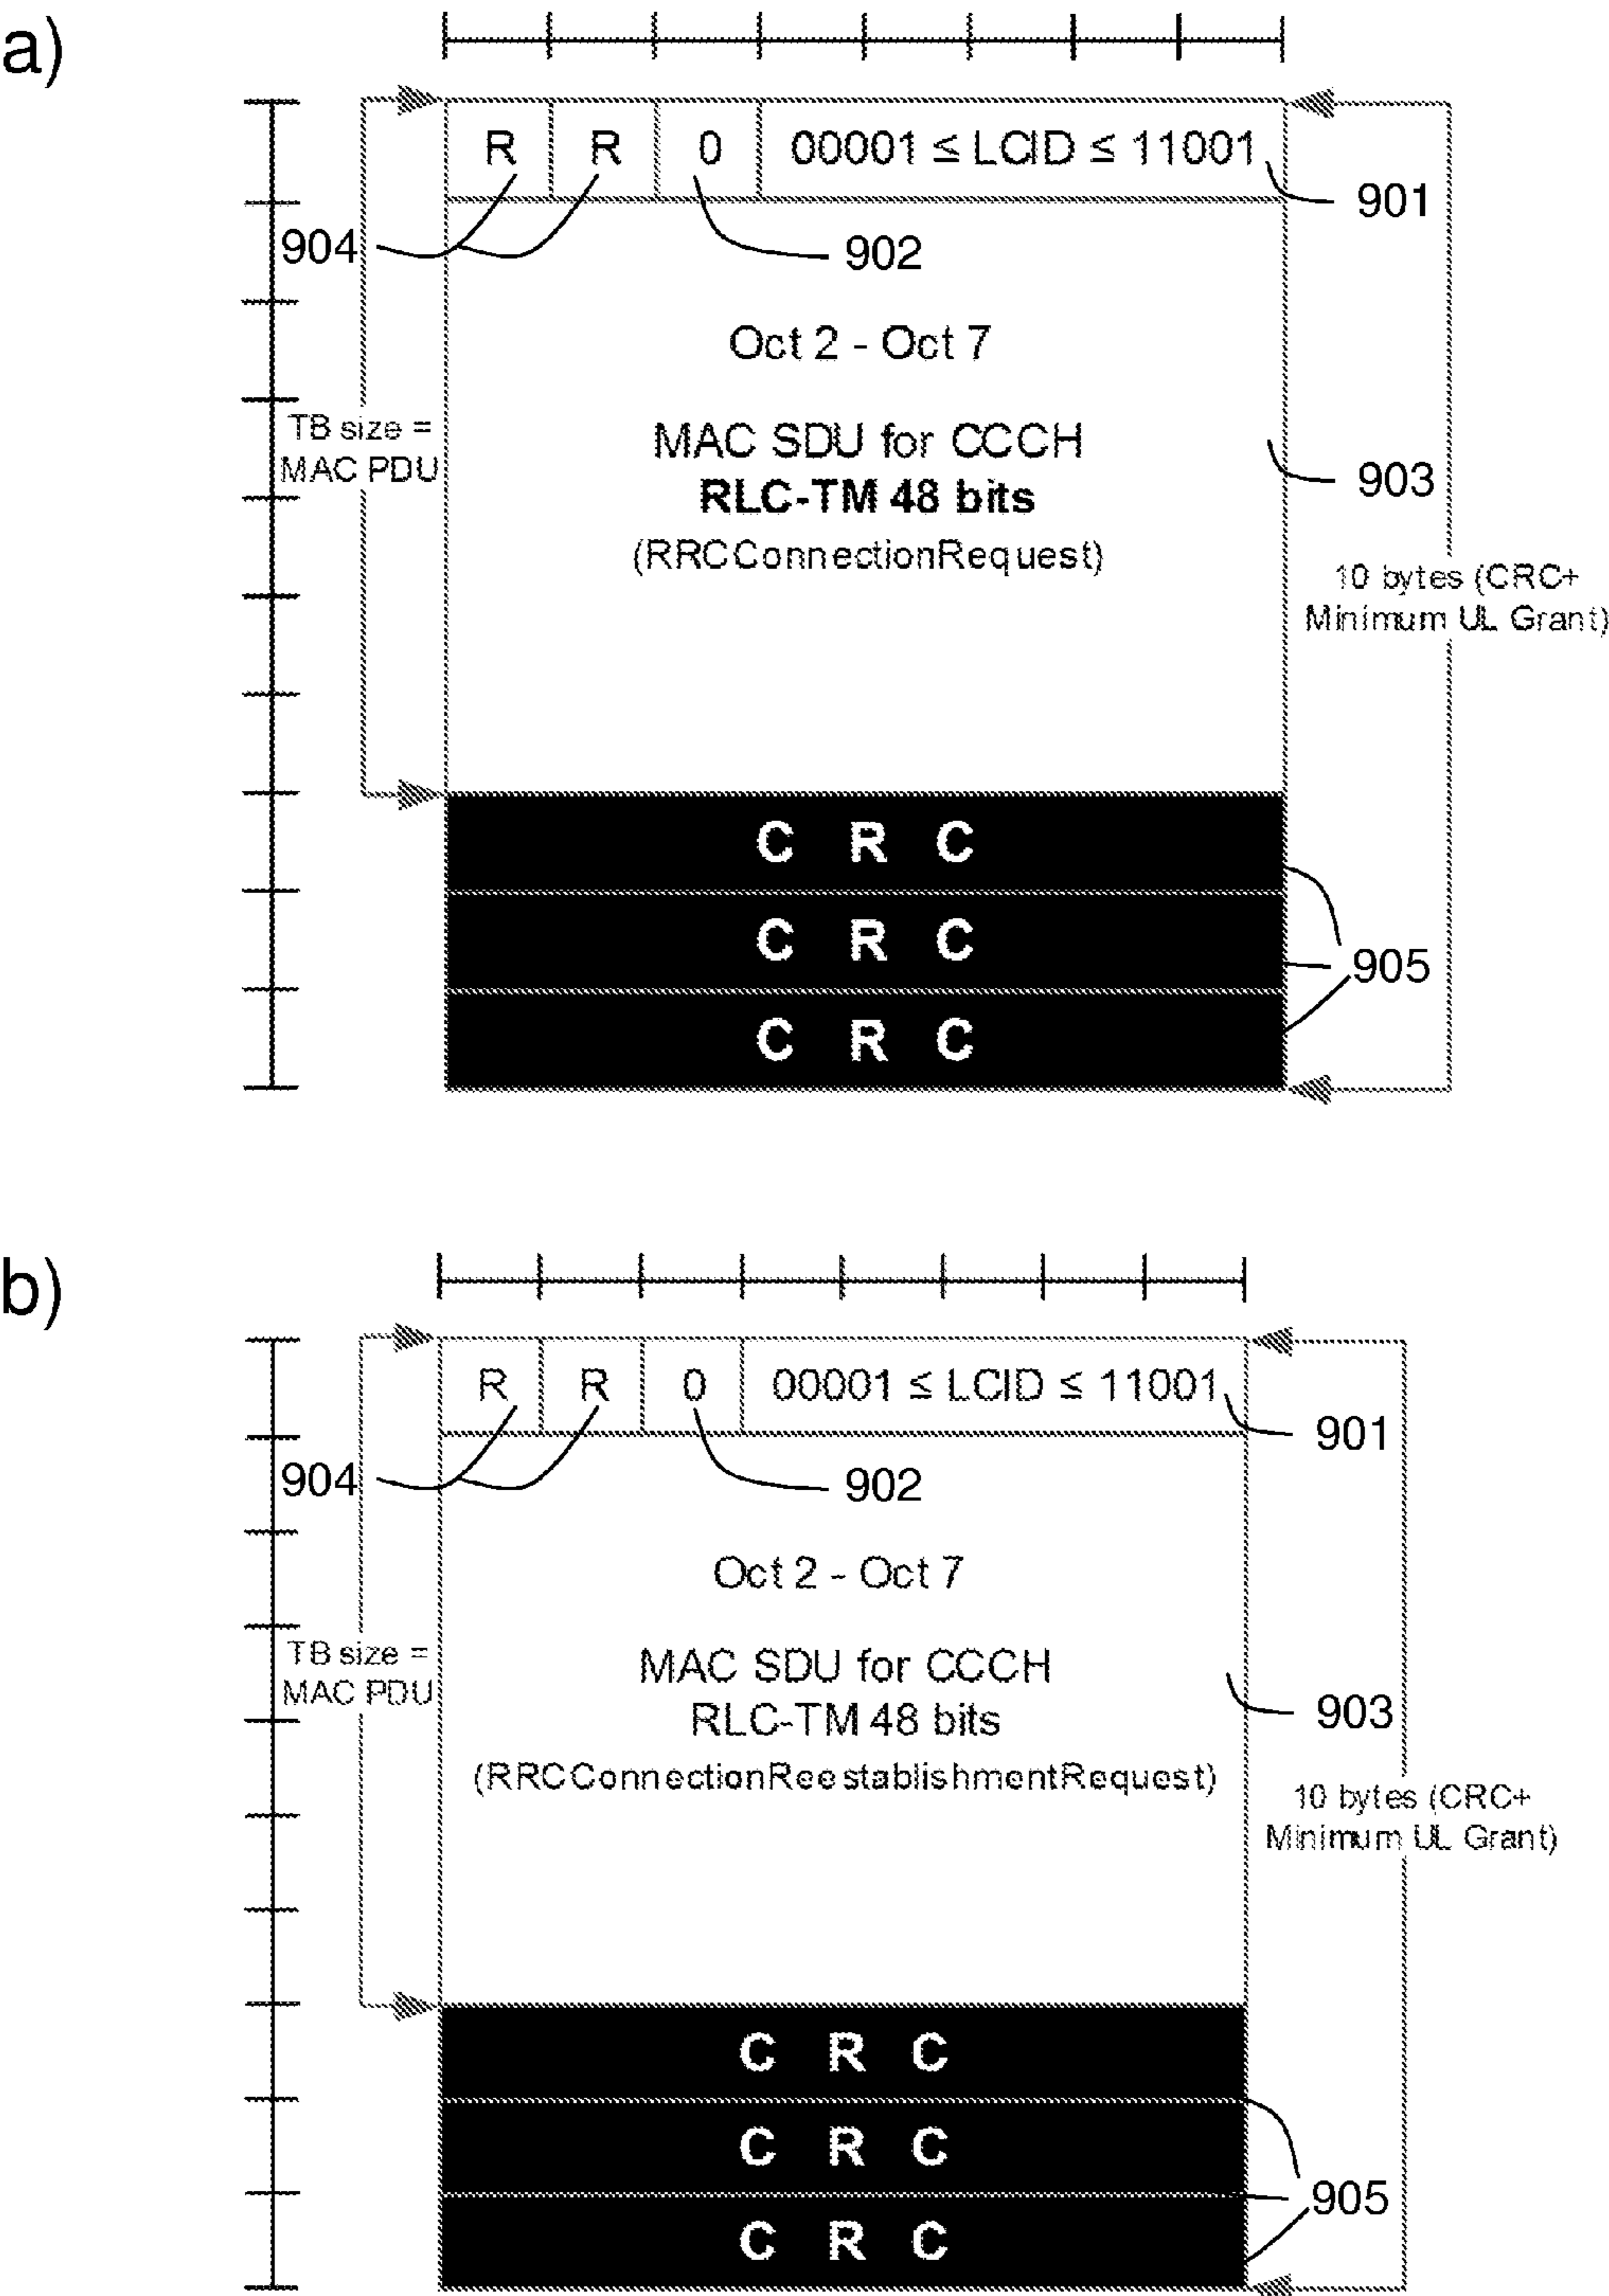 a)
R R 0 00001 ≤ LCID ≤ 11001
901
904
902
Oct 2 - Oct 7
TB size =
MAC PDU
MAC SDU for CCCH
RLC-TM 48 bits
(RRCConnectionRequest)
903
10 bytes (CRC+
Minimum UL Grant)
C R C
C R C
C R C
905
b)
R R 0 00001 ≤ LCID ≤ 11001
901
904
902
Oct 2 - Oct 7
TB size =
MAC PDU
MAC SDU for CCCH
RLC-TM 48 bits
(RRCConnectionReestablishmentRequest)
903
10 bytes (CRC+
Minimum UL Grant)
C R C
C R C
C R C
905